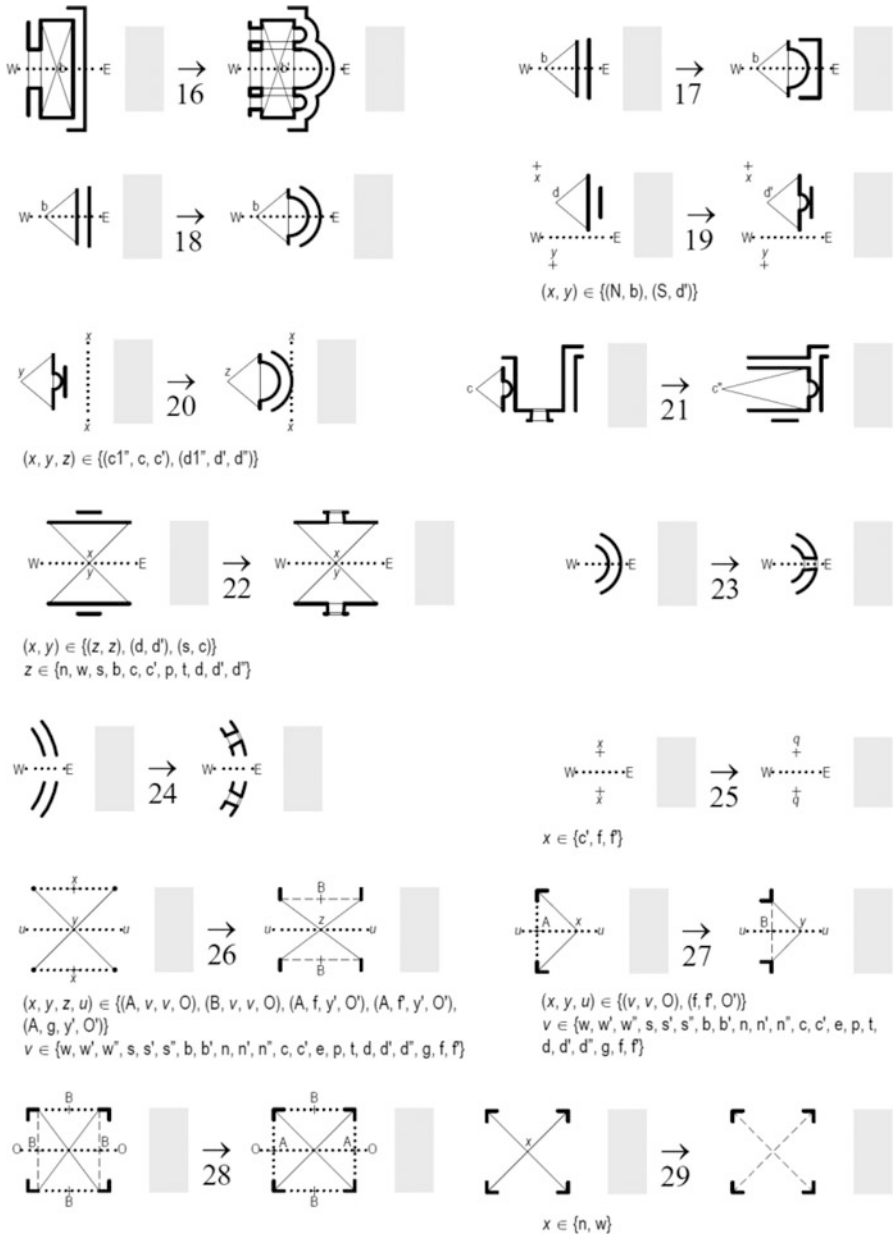 W b E → 16 W b' E
W b E → 17 W b E
W b E → 18 W b E
x d W E y → 19 x d' W E y
(x, y) ∈ {(N, b), (S, d')}
x y x → 20 x z x
c → 21 c"
(x, y, z) ∈ {(c1", c, c'), (d1", d', d")}
W x y E → 22 W x y E
W E → 23 W E
(x, y) ∈ {(z, z), (d, d'), (s, c)}
z ∈ {n, w, s, b, c, c', p, t, d, d', d"}
W E → 24 W E
x W E x → 25 q W E q
x ∈ {c', f, f'}
x u y u x → 26 B u z u B
u A x u → 27 u B y u
(x, y, z, u) ∈ {(A, v, v, O), (B, v, v, O), (A, f, y', O'), (A, f', y', O'),
(A, g, y', O')}
v ∈ {w, w', w", s, s', s", b, b', n, n', n", c, c', e, p, t, d, d', d", g, f, f'}
(x, y, u) ∈ {(v, v, O), (f, f', O')}
v ∈ {w, w', w", s, s', s", b, b', n, n', n", c, c', e, p, t,
d, d', d", g, f, f'}
B O B B O B → 28 B O A A O B
x → 29
x ∈ {n, w}